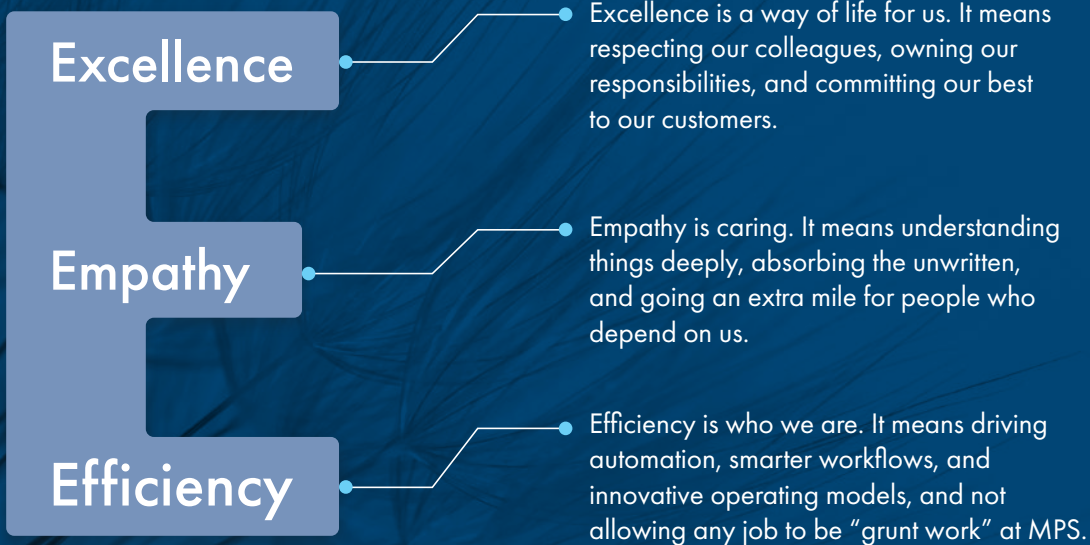 Excellence
Excellence is a way of life for us. It means
respecting our colleagues, owning our
responsibilities, and committing our best
to our customers.
Empathy
Empathy is caring. It means understanding
things deeply, absorbing the unwritten,
and going an extra mile for people who
depend on us.
Efficiency
Efficiency is who we are. It means driving
automation, smarter workflows, and
innovative operating models, and not
allowing any job to be “grunt work” at MPS.